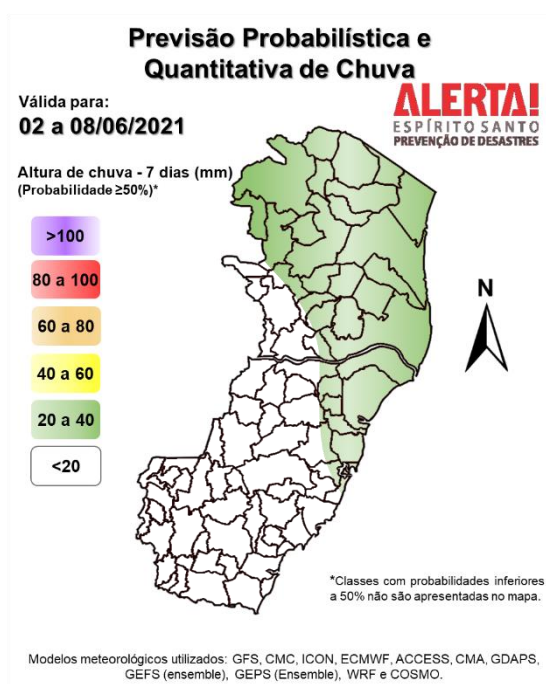 Previsão Probabilística e
Quantitativa de Chuva
Válida para:
02 a 08/06/2021
ALERTA!
ESPÍRITO SANTO
PREVENÇÃO DE DESASTRES
Altura de chuva - 7 dias (mm)
(Probabilidade ≥50%)*
>100
80 a 100
60 a 80
40 a 60
20 a 40
<20
N
*Classes com probabilidades inferiores
a 50% não são apresentadas no mapa.
Modelos meteorológicos utilizados: GFS, CMC, ICON, ECMWF, ACCESS, CMA, GDAPS,
GEFS (ensemble), GEPS (Ensemble), WRF e COSMO.